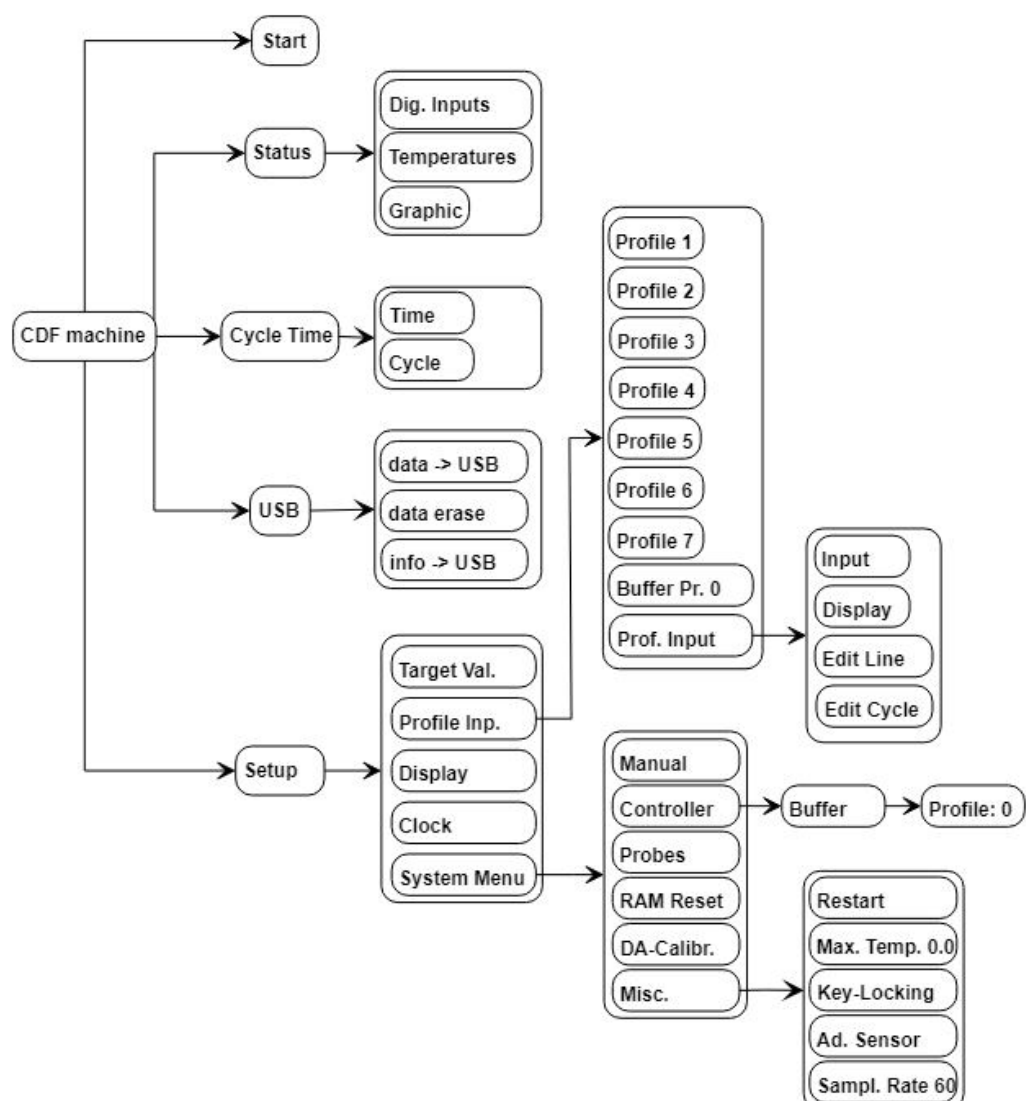 Start
Dig. Inputs
Status
Temperatures
Graphic
Profile 1
Profile 2
Time
CDF machine
Cycle Time
Profile 3
Cycle
Profile 4
Profile 5
data -> USB
Profile 6
USB
data erase
Profile 7
info -> USB
Input
Buffer Pr. 0
Display
Prof. Input
Edit Line
Target Val.
Edit Cycle
Profile Inp.
Manual
Setup
Display
Controller
Buffer
Profile: 0
Clock
Probes
System Menu
RAM Reset
Restart
DA-Calibr.
Max. Temp. 0.0
Misc.
Key-Locking
Ad. Sensor
Sampl. Rate 60